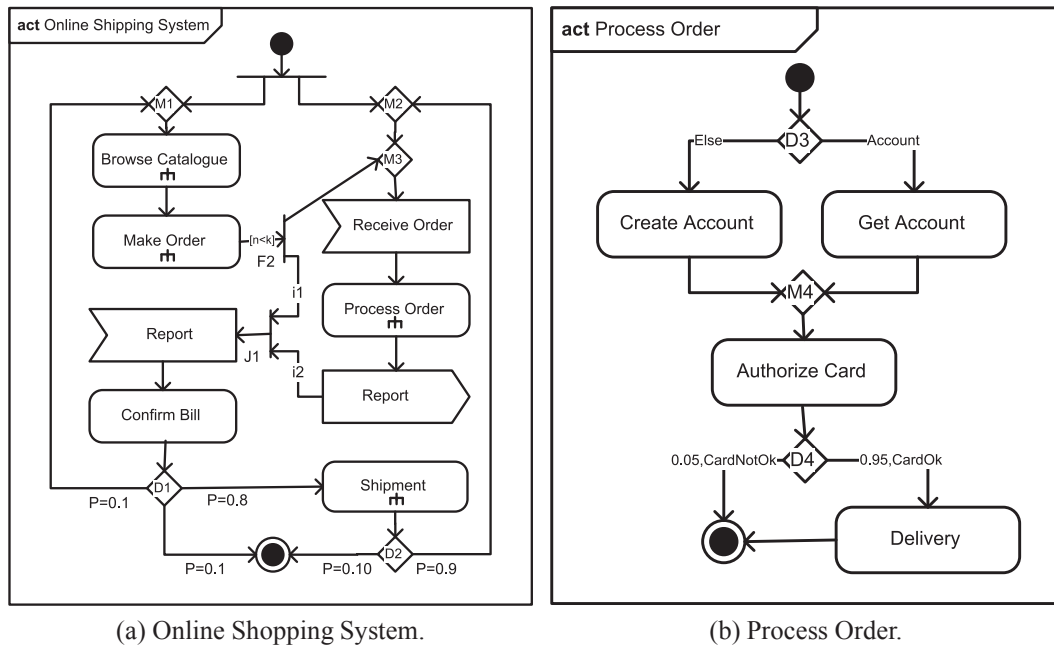 act Online Shopping System
M1
M2
Browse Catalogue
M3
Make Order
[n<k]
F2
Receive Order
i1
Process Order
Report
J1
i2
Report
Confirm Bill
D1
P=0.1
P=0.8
Shipment
D2
P=0.1
P=0.10
P=0.9
(a) Online Shopping System.
act Process Order
D3
Else
Account
Create Account
Get Account
M4
Authorize Card
0.05,CardNotOk
D4
0.95,CardOk
Delivery
(b) Process Order.